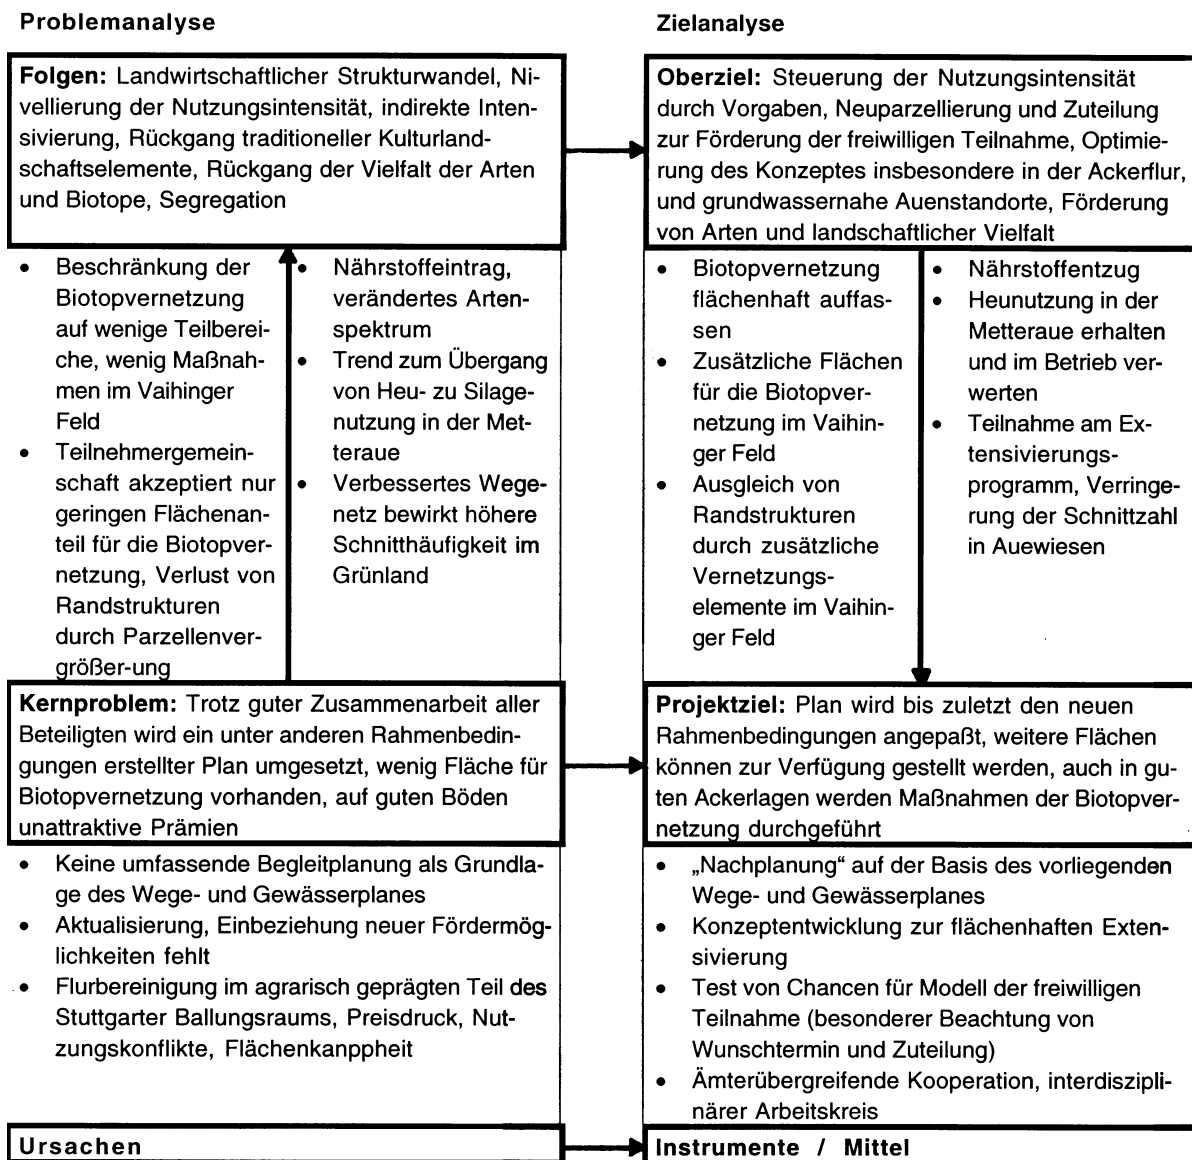 Problemanalyse
Folgen: Landwirtschaftlicher Strukturwandel, Ni-
vellierung der Nutzungsintensität, indirekte Inten-
sivierung, Rückgang traditioneller Kulturland-
schaftselemente, Rückgang der Vielfalt der Arten
und Biotope, Segregation
• Beschränkung der
Biotopvernetzung
auf wenige Teilberei-
che, wenig Maßnah-
men im Vaihinger
Feld
• Teilnehmergemein-
schaft akzeptiert nur
geringen Flächenan-
teil für die Biotopver-
netzung, Verlust von
Randstrukturen
durch Parzellenver-
größer-ung
• Nährstoffeintrag,
verändertes Arten-
spektrum
• Trend zum Übergang
von Heu- zu Silage-
nutzung in der Met-
teraue
• Verbessertes Wege-
netz bewirkt höhere
Schnitthäufigkeit im
Grünland
Kernproblem: Trotz guter Zusammenarbeit aller
Beteiligten wird ein unter anderen Rahmenbedin-
gungen erstellter Plan umgesetzt, wenig Fläche für
Biotopvernetzung vorhanden, auf guten Böden
unattraktive Prämien
• Keine umfassende Begleitplanung als Grundla-
ge des Wege- und Gewässerplanes
• Aktualisierung, Einbeziehung neuer Fördermög-
lichkeiten fehlt
• Flurbereinigung im agrarisch geprägten Teil des
Stuttgarter Ballungsraums, Preisdruck, Nut-
zungskonflikte, Flächenkanppheit
Ursachen
Zielanalyse
Oberziel: Steuerung der Nutzungsintensität
durch Vorgaben, Neuparzellierung und Zuteilung
zur Förderung der freiwilligen Teilnahme, Optimie-
rung des Konzeptes insbesondere in der Ackerflur,
und grundwassernahe Auenstandorte, Förderung
von Arten und landschaftlicher Vielfalt
• Biotopvernetzung
flächenhaft auffas-
sen
• Zusätzliche Flächen
für die Biotopver-
netzung im Vaihin-
ger Feld
• Ausgleich von
Randstrukturen
durch zusätzliche
Vernetzungs-
elemente im Vaihin-
ger Feld
• Nährstoffentzug
• Heunutzung in der
Metteraue erhalten
und im Betrieb ver-
werten
• Teilnahme am Ex-
tensivierungs-
programm, Verringe-
rung der Schnittzahl
in Auewiesen
Projektziel: Plan wird bis zuletzt den neuen
Rahmenbedingungen angepaßt, weitere Flächen
können zur Verfügung gestellt werden, auch in gu-
ten Ackerlagen werden Maßnahmen der Biotopver-
netzung durchgeführt
• „Nachplanung“ auf der Basis des vorliegenden
Wege- und Gewässerplanes
• Konzeptentwicklung zur flächenhaften Exten-
sivierung
• Test von Chancen für Modell der freiwilligen
Teilnahme (besonderer Beachtung von
Wunschtermin und Zuteilung)
• Ämterübergreifende Kooperation, interdiszipli-
närer Arbeitskreis
Instrumente / Mittel